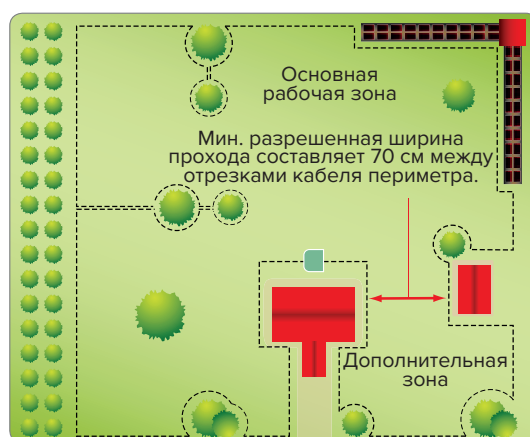 Основная
рабочая зона
Мин. разрешенная ширина
прохода составляет 70 см между
отрезками кабеля периметра.
Дополнительная
зона